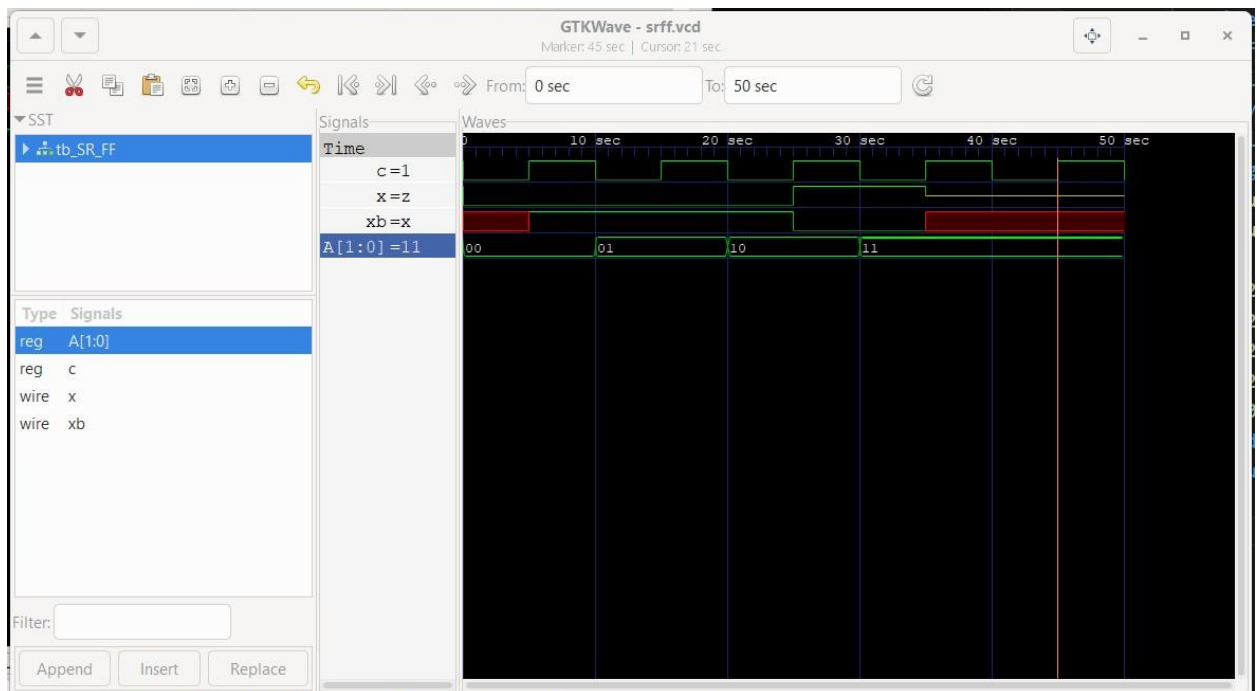 GTKWave - srff.vcd
Marker: 45 sec | Cursor: 21 sec
From: 0 sec To: 50 sec
SST
tb_SR_FF
Type Signals
reg A[1:0]
reg c
wire x
wire xb
Filter:
Append Insert Replace
Signals
Time
c=1
x=z
xb=x
A[1:0]=11
Waves
0 10 sec 20 sec 30 sec 40 sec 50 sec
00 01 10 11